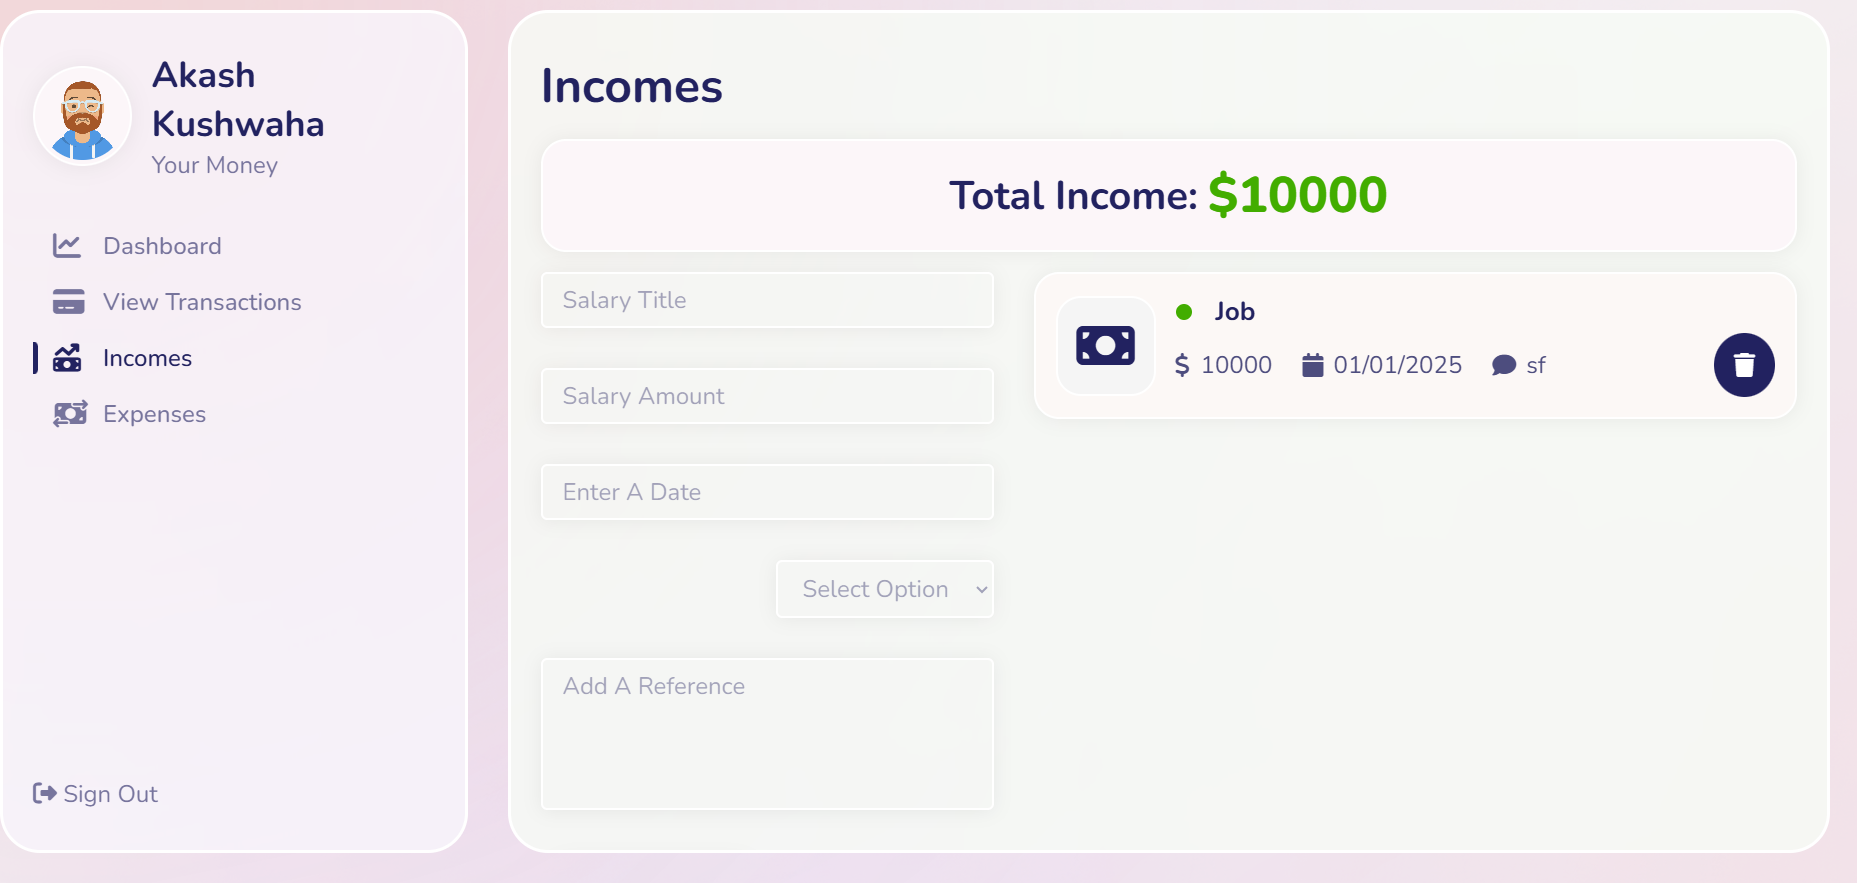 Akash
Kushwaha
Your Money
Dashboard
View Transactions
Incomes
Expenses
Sign Out
Incomes
Total Income: $10000
Salary Title
Salary Amount
Enter A Date
Select Option
Add A Reference
Job
$ 10000 01/01/2025 sf